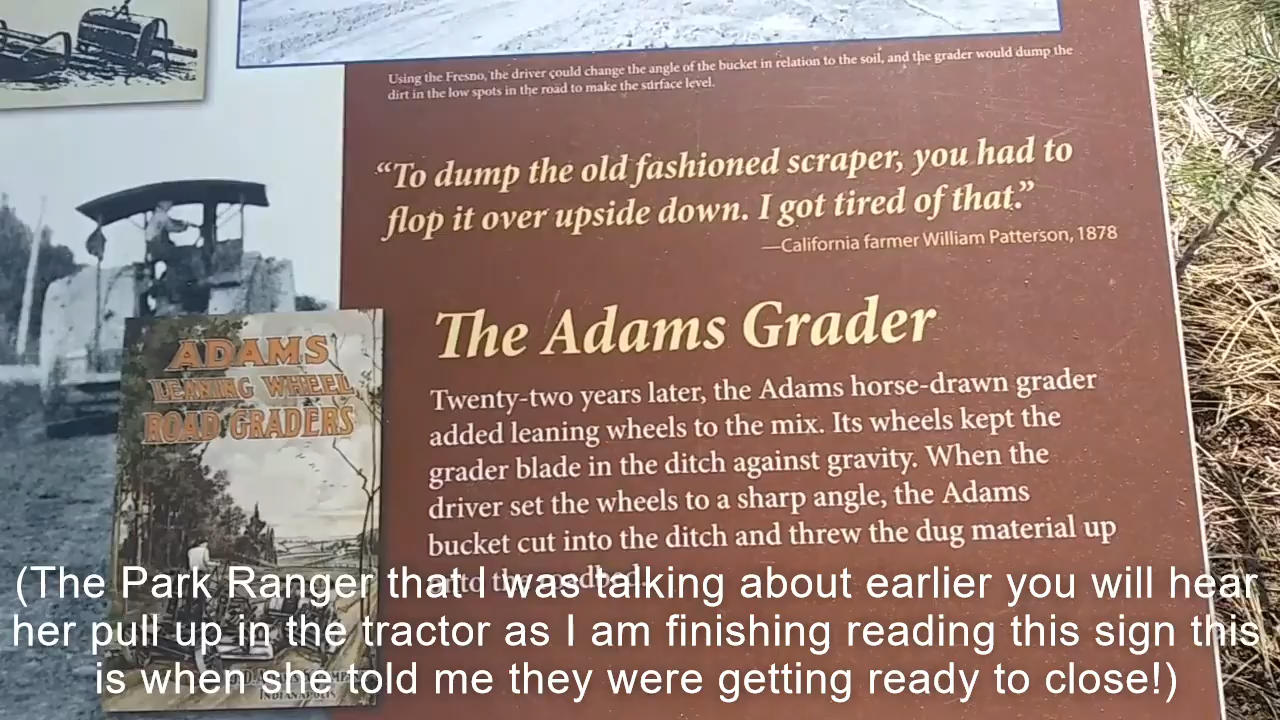 Using the Fresno, the driver could change the angle of the bucket in relation to the soil, and the grader would dump the
dirt in the low spots in the road to make the surface level.
“To dump the old fashioned scraper, you had to
flop it over upside down. I got tired of that.”
—California farmer William Patterson, 1878
The Adams Grader
Twenty-two years later, the Adams horse-drawn grader
added leaning wheels to the mix. Its wheels kept the
grader blade in the ditch against gravity. When the
driver set the wheels to a sharp angle, the Adams
bucket cut into the ditch and threw the dug material up
onto the roadbed.
ADAMS
LEANING WHEEL
ROAD GRADERS
INDIANAPOLIS
(The Park Ranger that I was talking about earlier you will hear
her pull up in the tractor as I am finishing reading this sign this
is when she told me they were getting ready to close!)